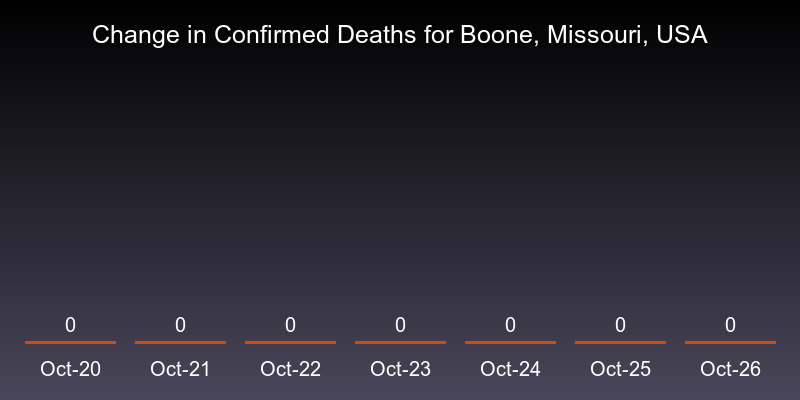 Change in Confirmed Deaths for Boone, Missouri, USA
0 0 0 0 0 0 0
Oct-20 Oct-21 Oct-22 Oct-23 Oct-24 Oct-25 Oct-26